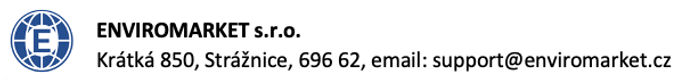 E
ENVIROMARKET s.r.o.
Krátká 850, Strážnice, 696 62, email: support@enviromarket.cz